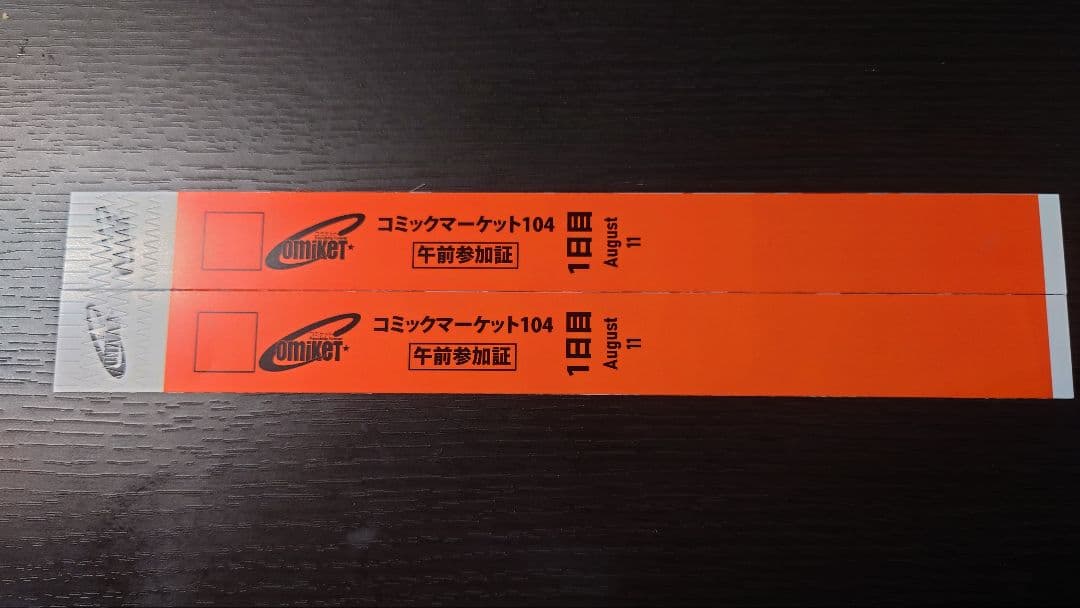 Comiket
コミックマーケット104
午前参加証
1日目
August
11
Comiket
コミックマーケット104
午前参加証
1日目
August
11